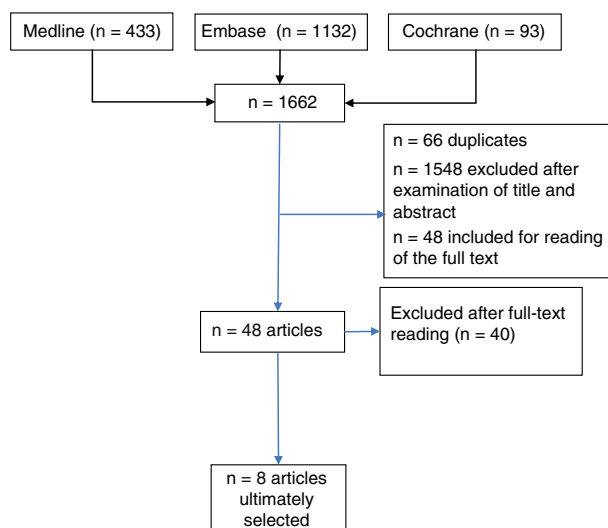 Medline (n = 433)
Embase (n = 1132)
Cochrane (n = 93)
n = 1662
n = 66 duplicates
n = 1548 excluded after
examination of title and
abstract
n = 48 included for reading
of the full text
n = 48 articles
Excluded after full-text
reading (n = 40)
n = 8 articles
ultimately
selected